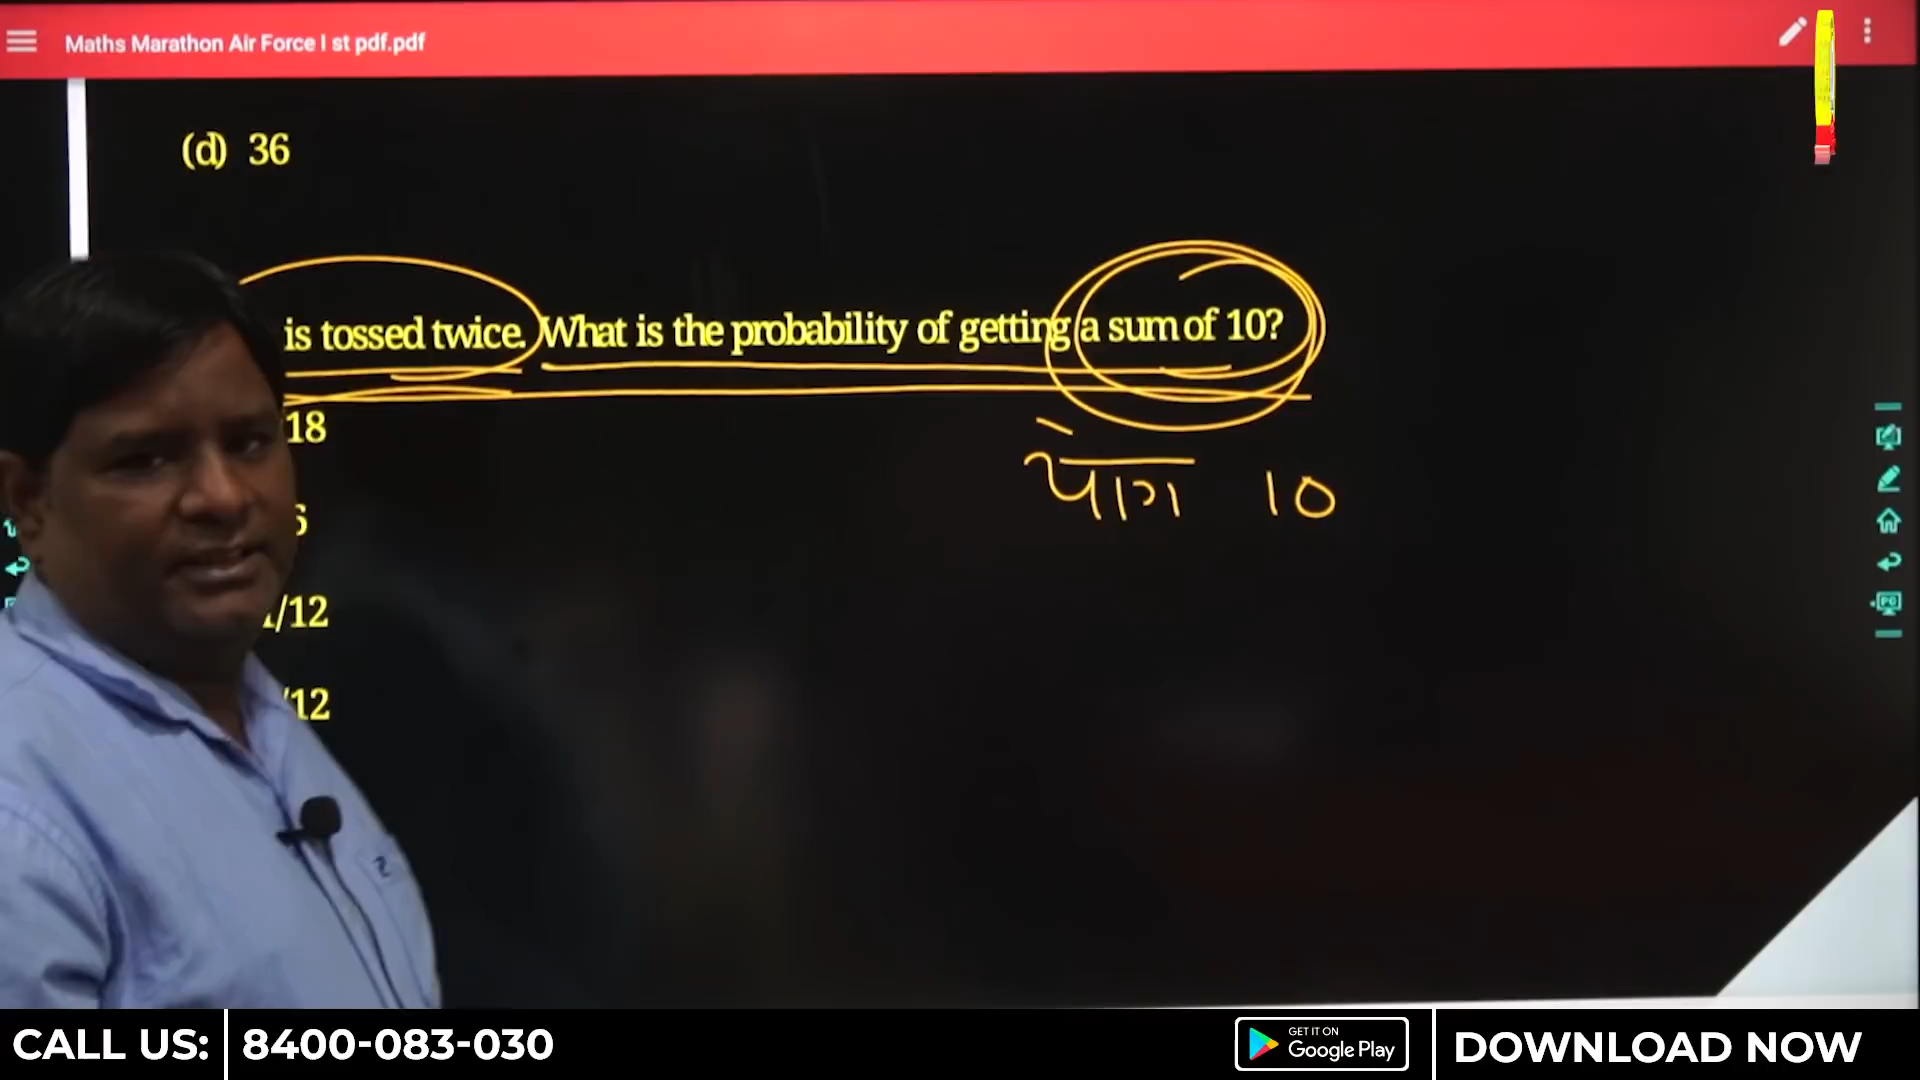 Maths Marathon Air Force I st pdf.pdf
(d) 36
is tossed twice. What is the probability of getting a sum of 10?
18
योग 10
/12
/12
PC
CALL US: 8400-083-030
GET IT ON
Google Play
DOWNLOAD NOW